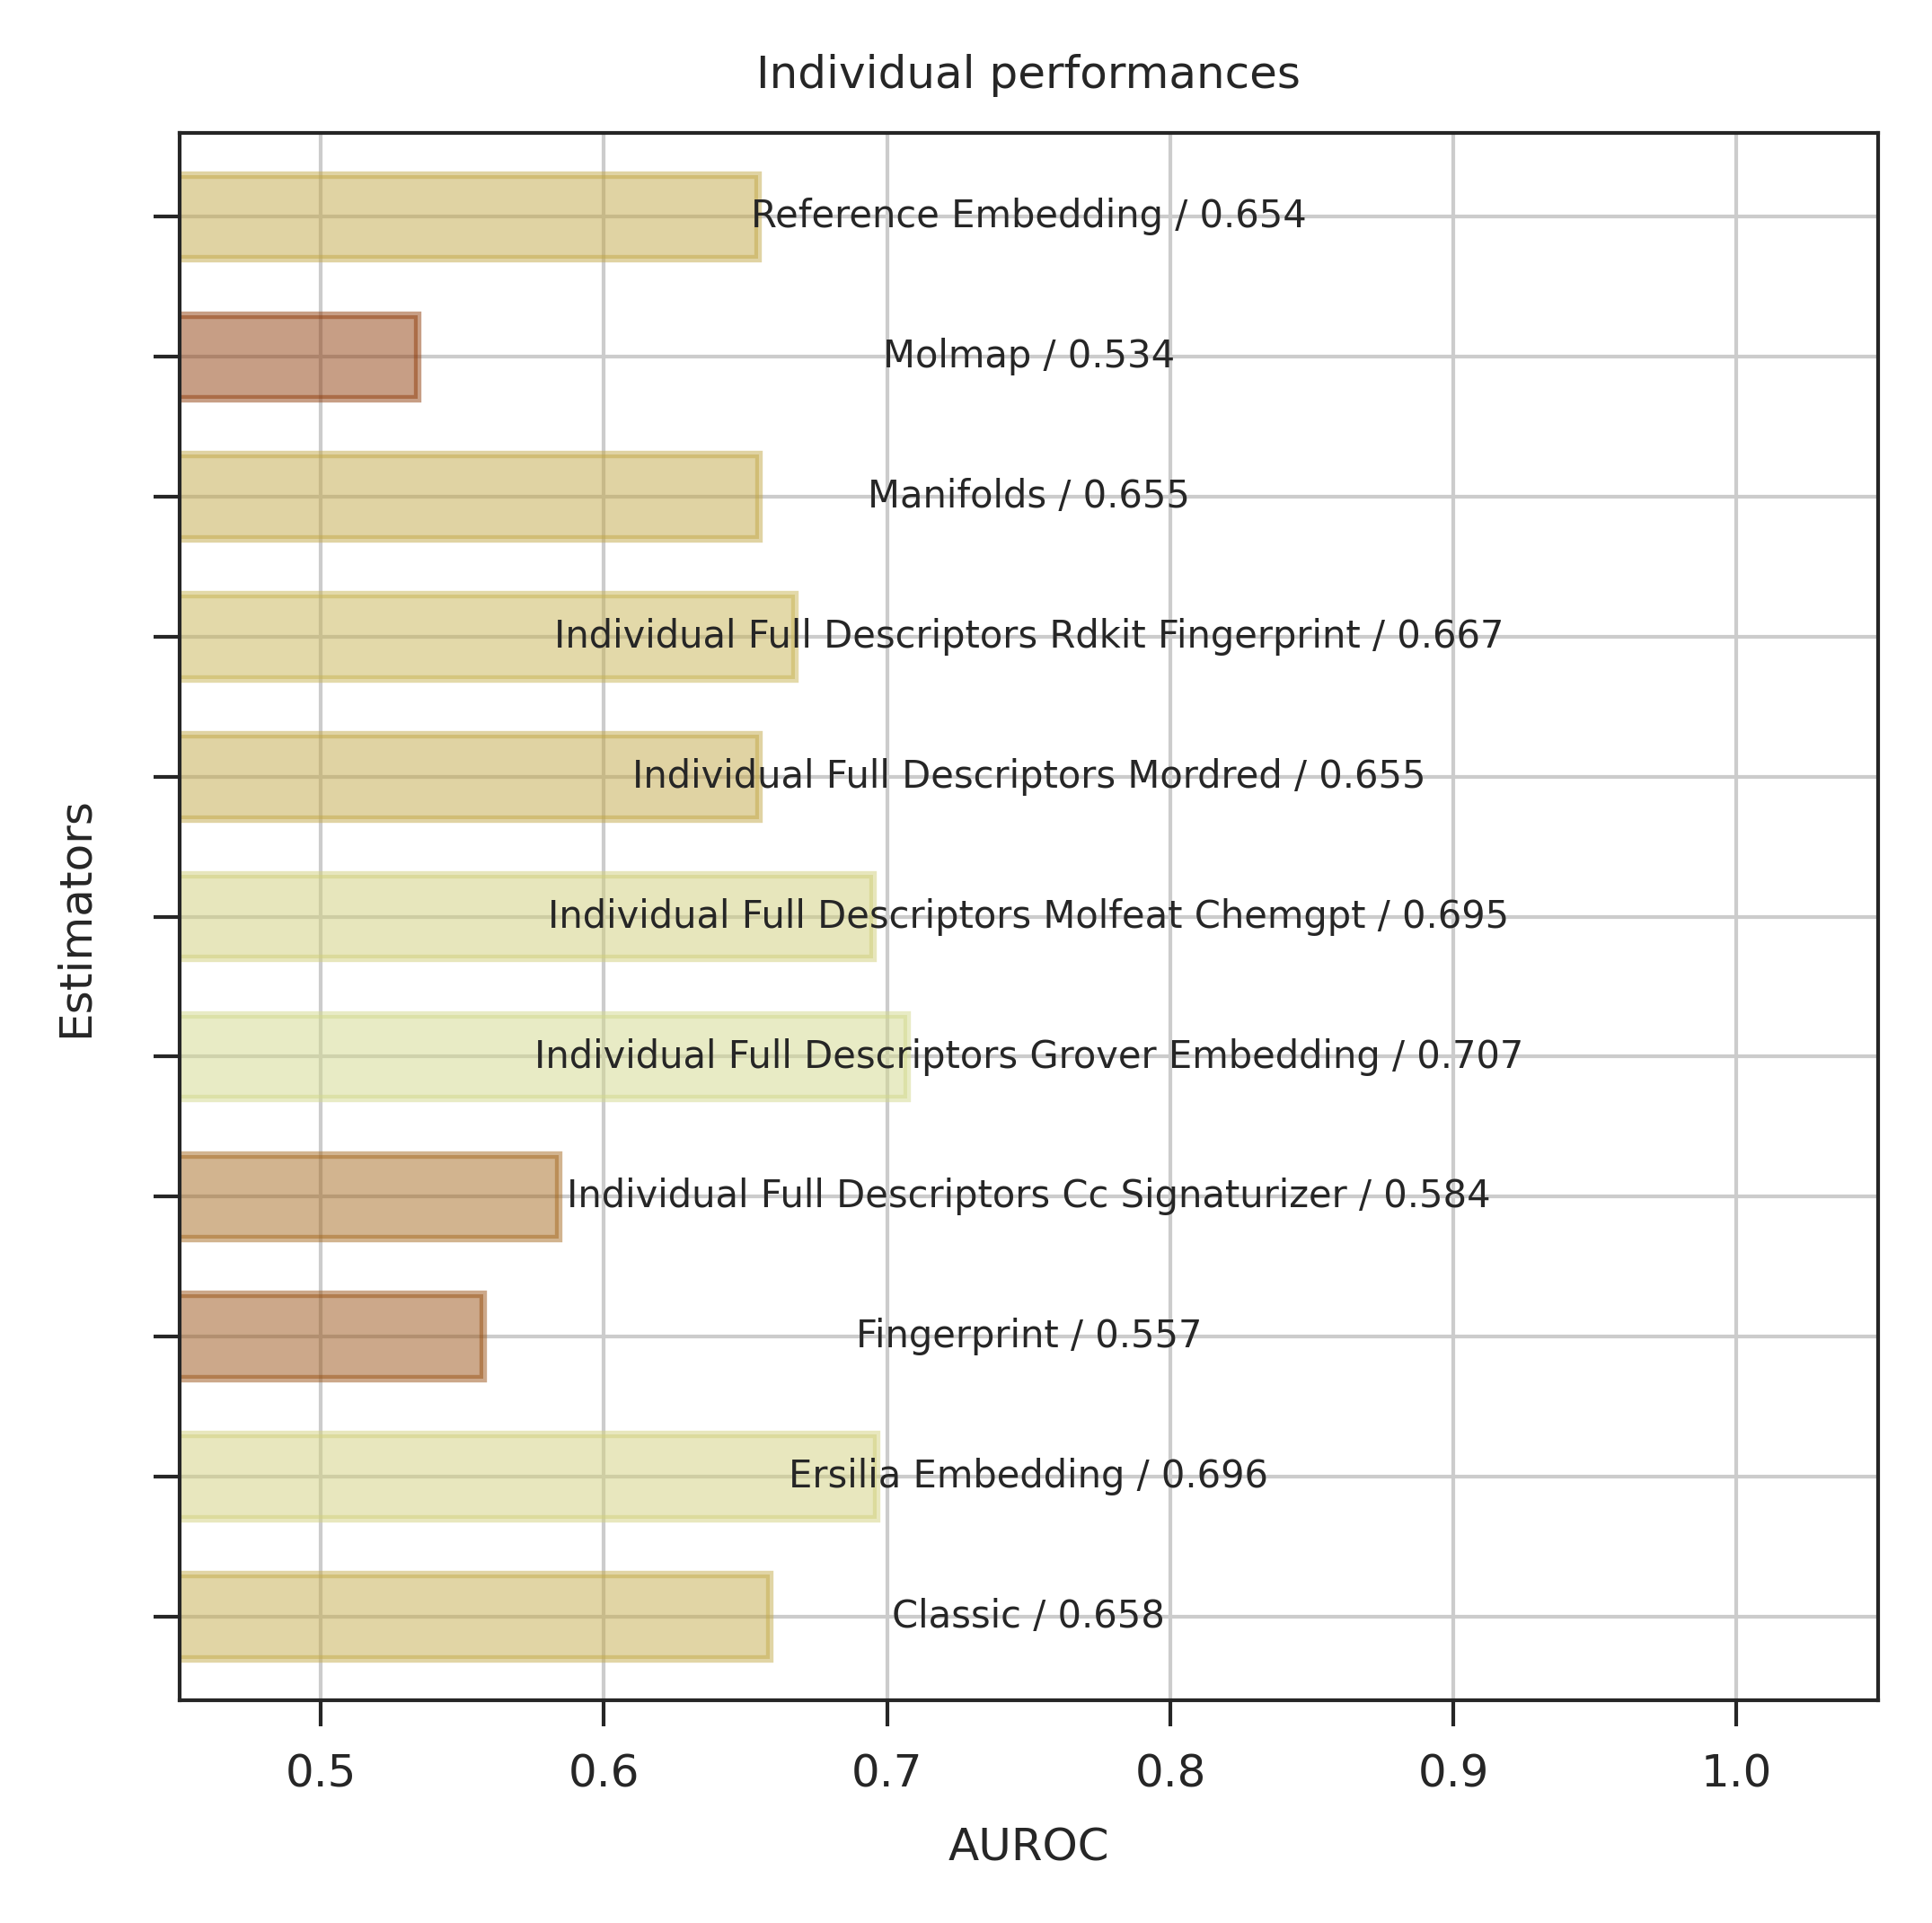 Individual performances
Reference Embedding / 0.654
Molmap / 0.534
Manifolds / 0.655
Individual Full Descriptors Rdkit Fingerprint / 0.667
Individual Full Descriptors Mordred / 0.655
Individual Full Descriptors Molfeat Chemgpt / 0.695
Individual Full Descriptors Grover Embedding / 0.707
Individual Full Descriptors Cc Signaturizer / 0.584
Fingerprint / 0.557
Ersilia Embedding / 0.696
Classic / 0.658
Estimators
0.5 0.6 0.7 0.8 0.9 1.0
AUROC